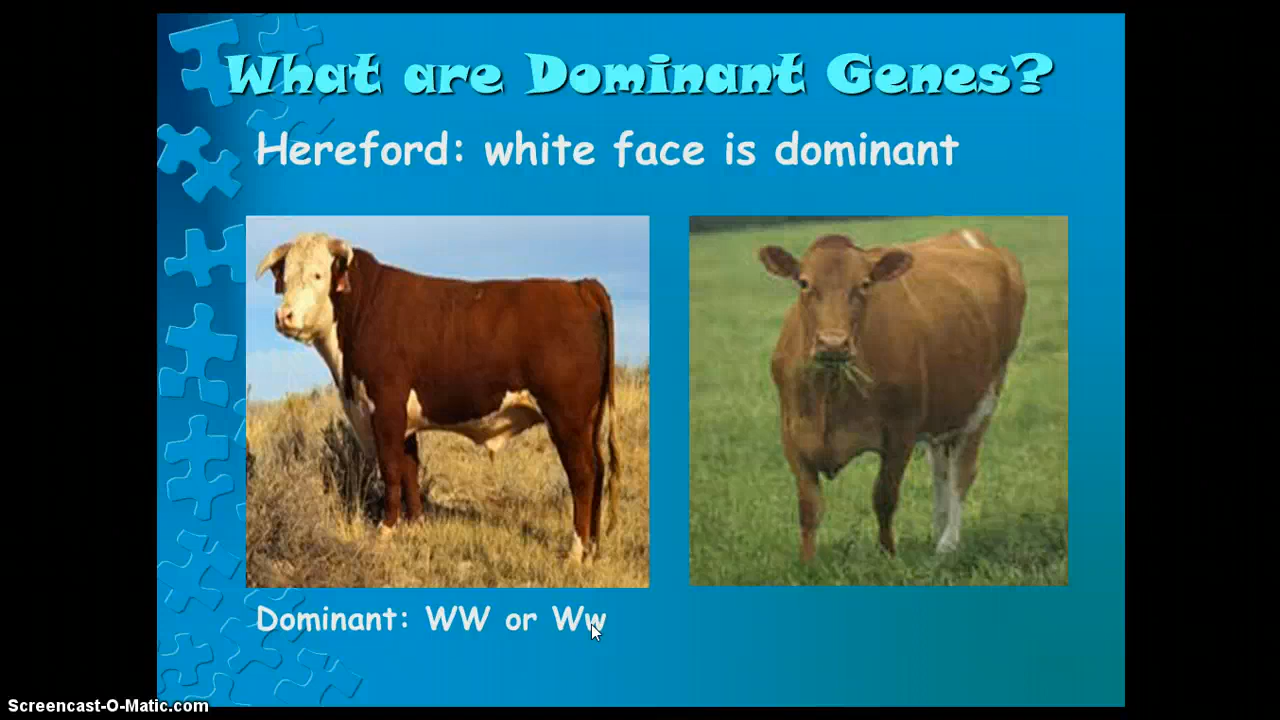 What are Dominant Genes?
Hereford: white face is dominant
Dominant: WW or Ww
Screencast-O-Matic.com